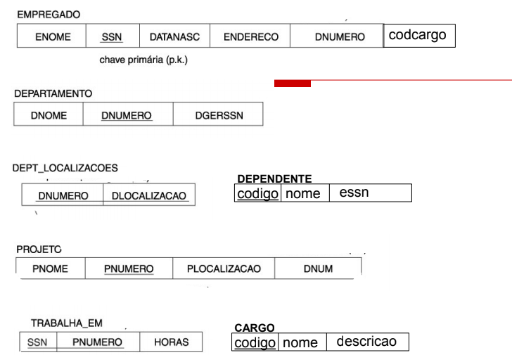 EMPREGADO
ENOME SSN DATANASC ENDERECO DNUMERO codcargo
chave primária (p.k.)
DEPARTAMENTO
DNOME DNUMERO DGERSSN
DEPT_LOCALIZACOES
DNUMERO DLOCALIZACAO
DEPENDENTE
codigo nome essn
PROJETO
PNOME PNUMERO PLOCALIZACAO DNUM
TRABALHA_EM
SSN PNUMERO HORAS
CARGO
codigo nome descricao